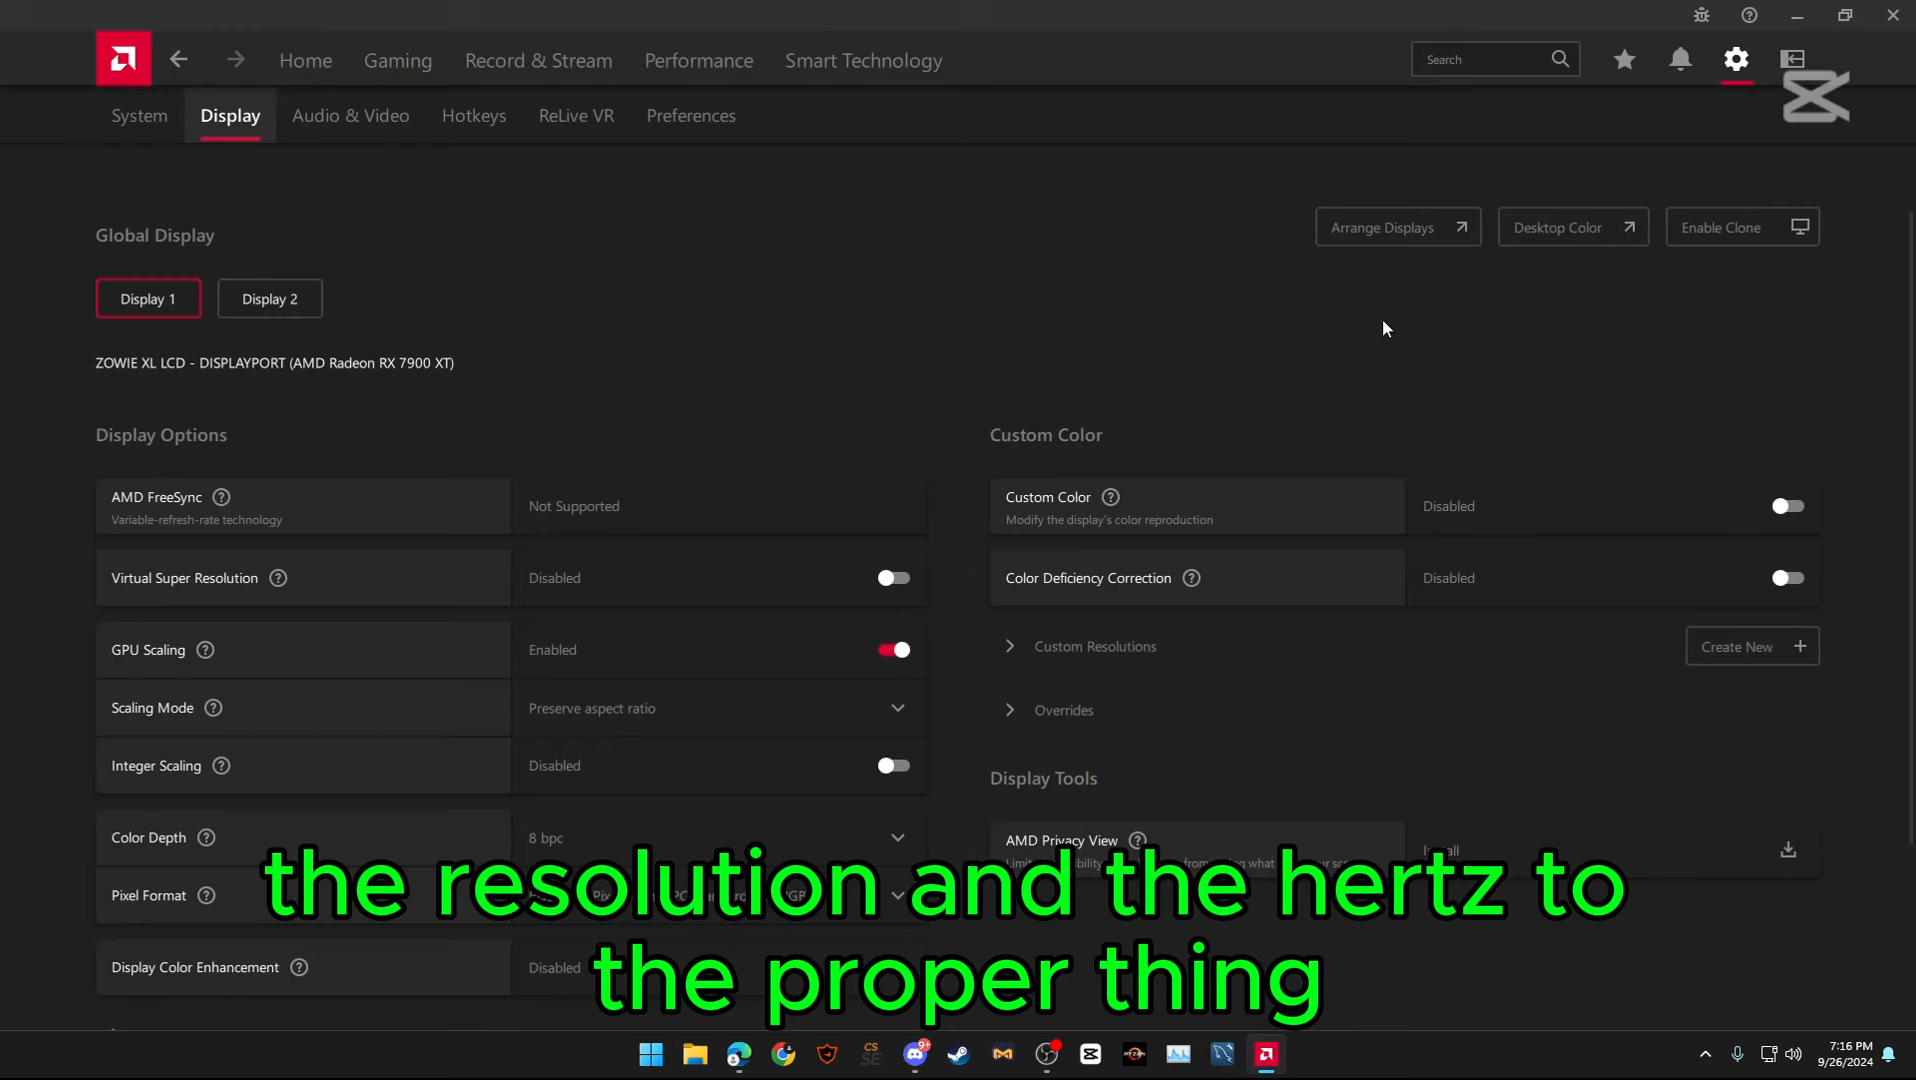 Home Gaming Record & Stream Performance Smart Technology Search
System Display Audio & Video Hotkeys ReLive VR Preferences
Global Display Arrange Displays Desktop Color Enable Clone
Display 1 Display 2
ZOWIE XL LCD - DISPLAYPORT (AMD Radeon RX 7900 XT)
Display Options
AMD FreeSync
Variable-refresh-rate technology
Not Supported
Virtual Super Resolution Disabled
GPU Scaling Enabled
Scaling Mode Preserve aspect ratio
Integer Scaling Disabled
Color Depth 8 bpc
Pixel Format
Display Color Enhancement Disabled
Custom Color
Custom Color
Modify the display's color reproduction
Disabled
Color Deficiency Correction Disabled
Custom Resolutions Create New
Overrides
Display Tools
AMD Privacy View
the resolution and the hertz to
the proper thing
CS
SE
9+
RYZEN
7:16 PM
9/26/2024